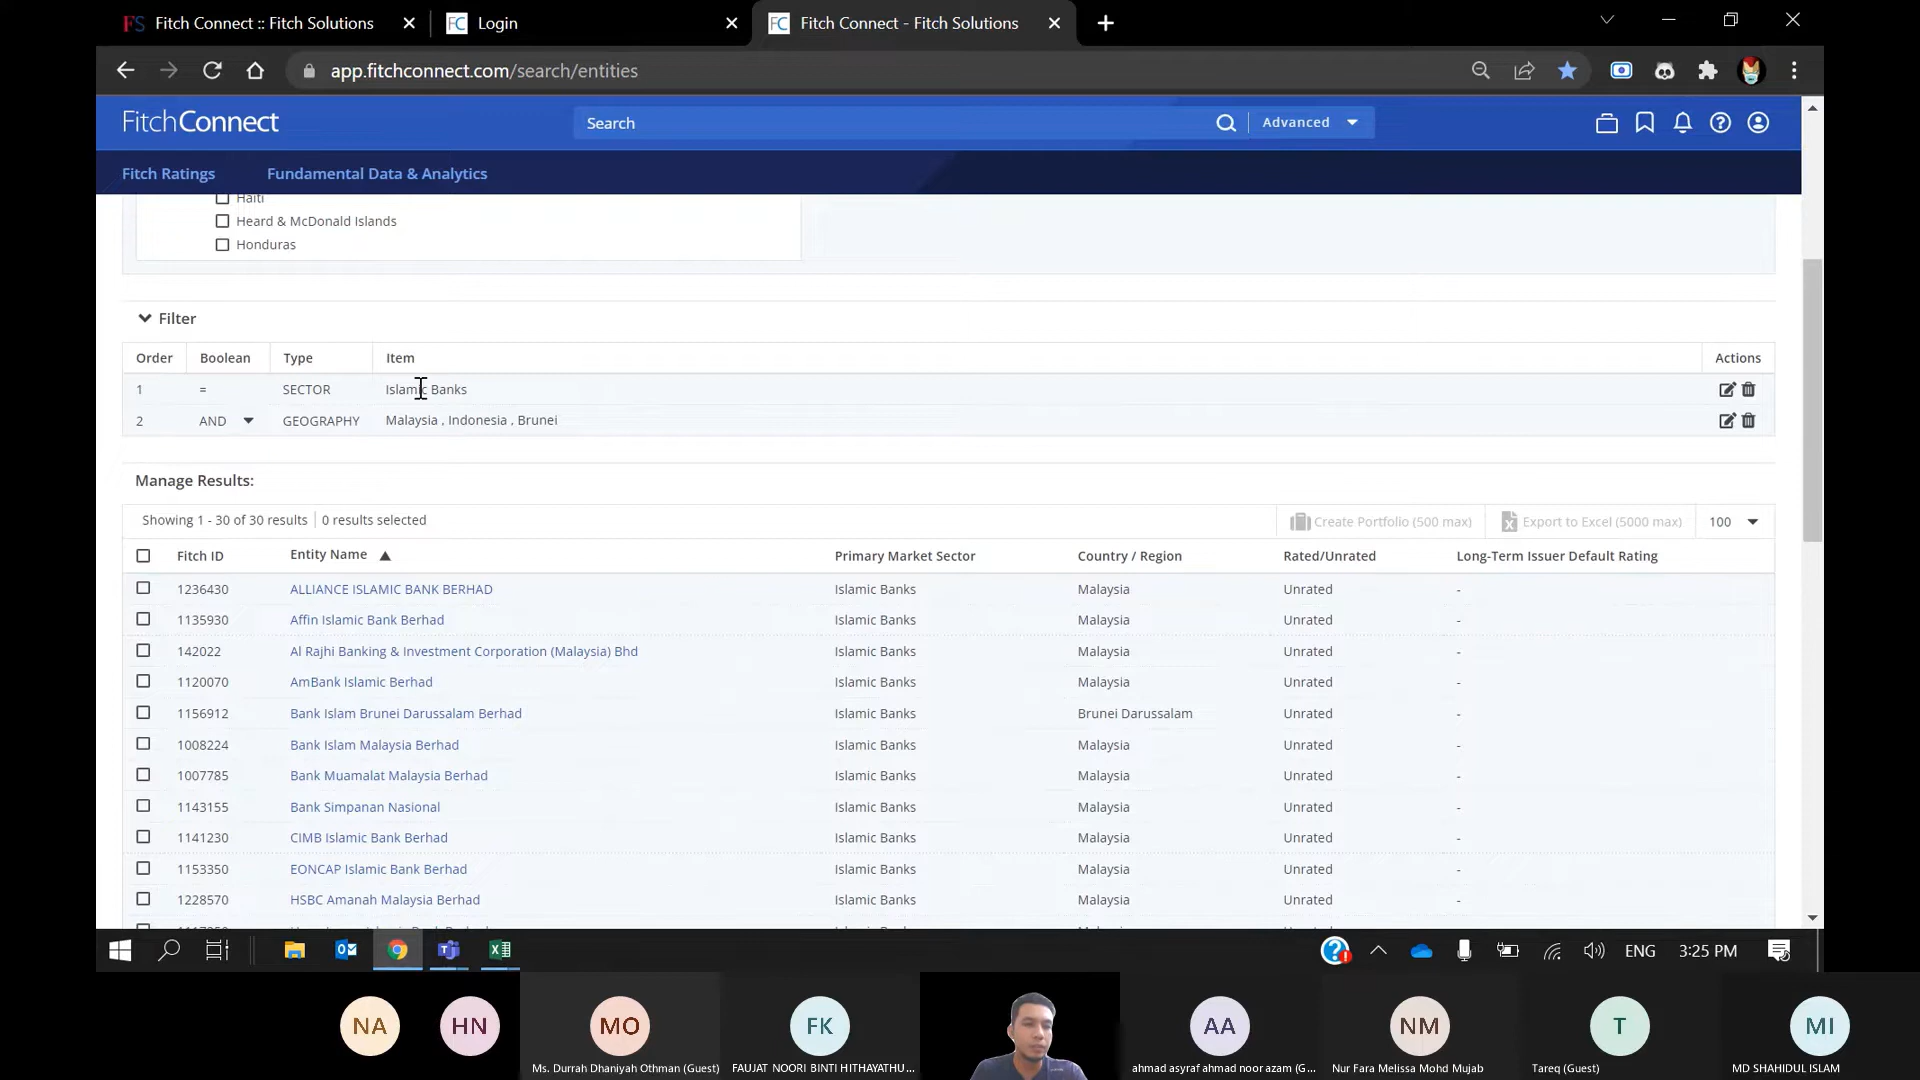 FS Fitch Connect :: Fitch Solutions
FC Login
FC Fitch Connect - Fitch Solutions
app.fitchconnect.com/search/entities
FitchConnect
Search
Advanced
Fitch Ratings Fundamental Data & Analytics
Haiti
Heard & McDonald Islands
Honduras
Filter
Order Boolean Type Item Actions
1 = SECTOR Islamic Banks
2 AND GEOGRAPHY Malaysia , Indonesia , Brunei
Manage Results:
Showing 1 - 30 of 30 results 0 results selected Create Portfolio (500 max) Export to Excel (5000 max) 100
Fitch ID Entity Name Primary Market Sector Country / Region Rated/Unrated Long-Term Issuer Default Rating
1236430 ALLIANCE ISLAMIC BANK BERHAD Islamic Banks Malaysia Unrated -
1135930 Affin Islamic Bank Berhad Islamic Banks Malaysia Unrated -
142022 Al Rajhi Banking & Investment Corporation (Malaysia) Bhd Islamic Banks Malaysia Unrated -
1120070 AmBank Islamic Berhad Islamic Banks Malaysia Unrated -
1156912 Bank Islam Brunei Darussalam Berhad Islamic Banks Brunei Darussalam Unrated -
1008224 Bank Islam Malaysia Berhad Islamic Banks Malaysia Unrated -
1007785 Bank Muamalat Malaysia Berhad Islamic Banks Malaysia Unrated -
1143155 Bank Simpanan Nasional Islamic Banks Malaysia Unrated -
1141230 CIMB Islamic Bank Berhad Islamic Banks Malaysia Unrated -
1153350 EONCAP Islamic Bank Berhad Islamic Banks Malaysia Unrated -
1228570 HSBC Amanah Malaysia Berhad Islamic Banks Malaysia Unrated -
ENG 3:25 PM
NA HN MO FK AA NM T MI
Ms. Durrah Dhaniyah Othman (Guest) FAUJAT NOORI BINTI HITHAYATHU... ahmad asyraf ahmad noor azam (G... Nur Fara Melissa Mohd Mujab Tareq (Guest) MD SHAHIDUL ISLAM